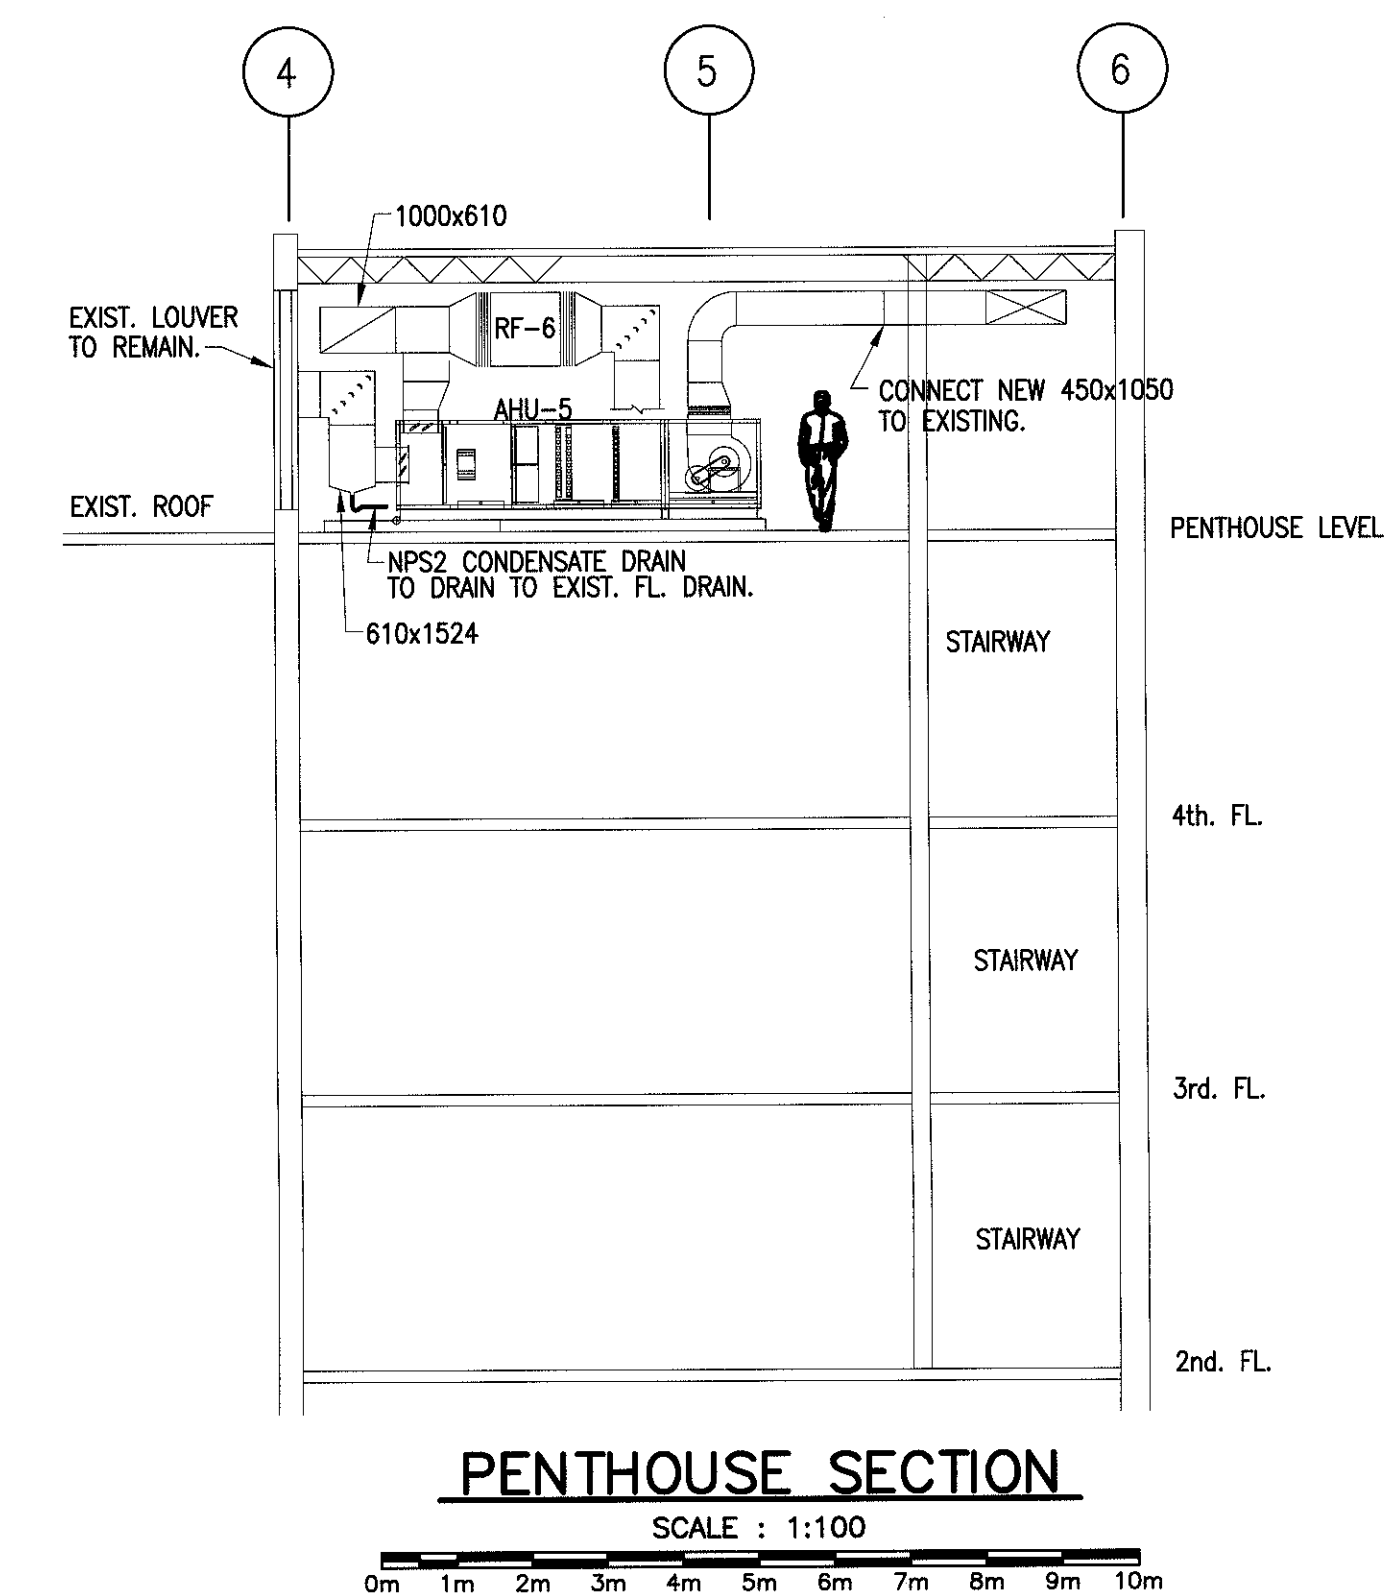 4
5
6
1000x610
EXIST. LOUVER
TO REMAIN.
RF-6
CONNECT NEW 450x1050
TO EXISTING.
AHU-5
EXIST. ROOF
PENTHOUSE LEVEL
NPS2 CONDENSATE DRAIN
TO DRAIN TO EXIST. FL. DRAIN.
610x1524
STAIRWAY
4th. FL.
STAIRWAY
3rd. FL.
STAIRWAY
2nd. FL.
PENTHOUSE SECTION
SCALE : 1:100
0m 1m 2m 3m 4m 5m 6m 7m 8m 9m 10m